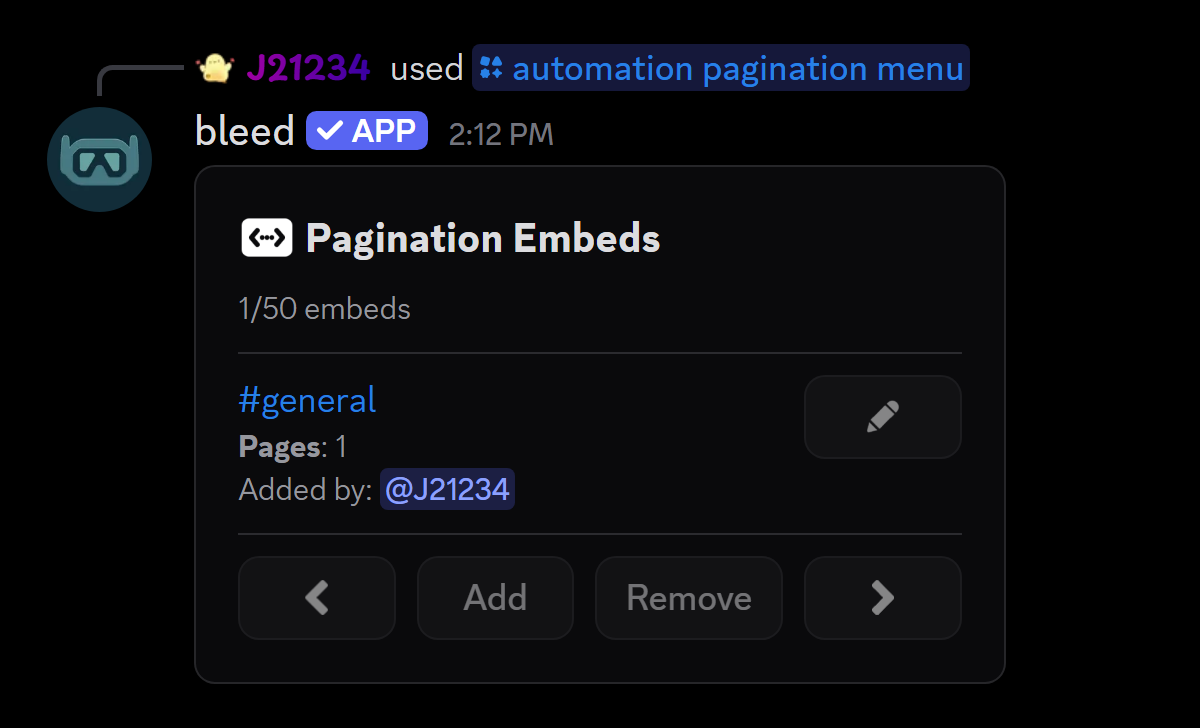 J21234 used automation pagination menu
bleed APP 2:12 PM
Pagination Embeds
1/50 embeds
#general
Pages: 1
Added by: @J21234
Add Remove